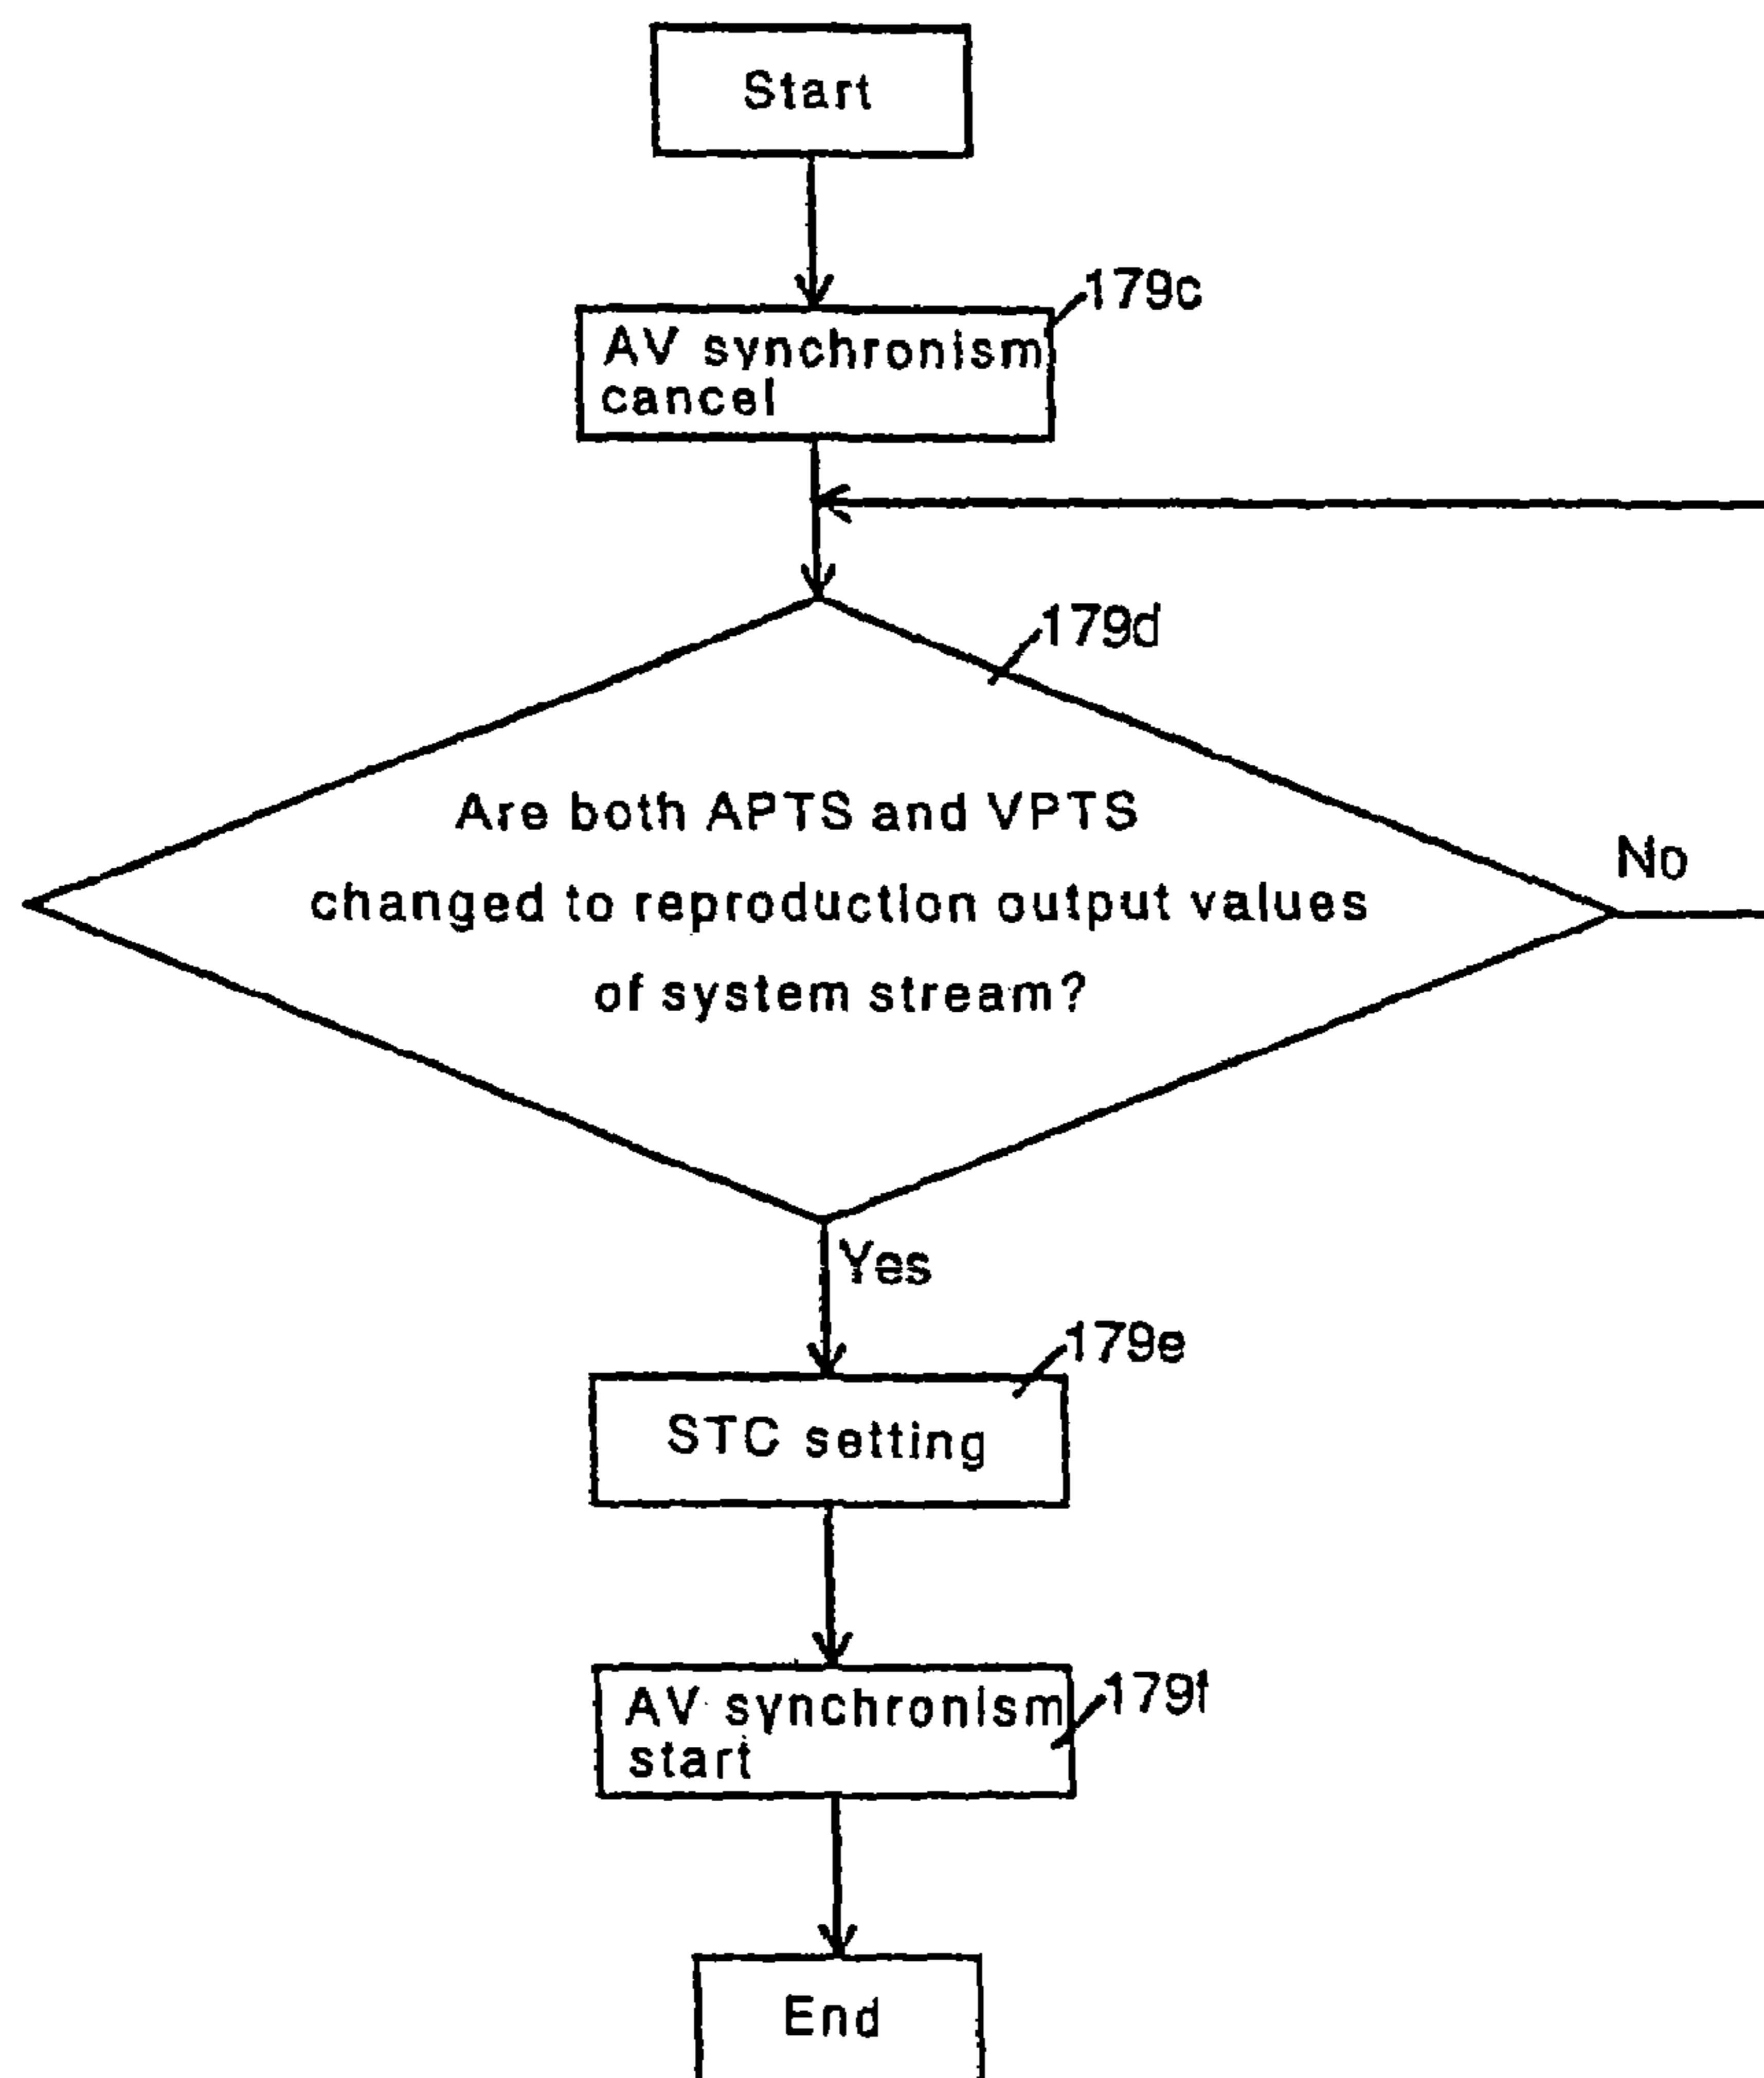 Start
179c
AV synchronism
cancel
179d
Are both APTS and VPTS
changed to reproduction output values
of system stream?
No
Yes
179e
STC setting
179f
AV synchronism
start
End